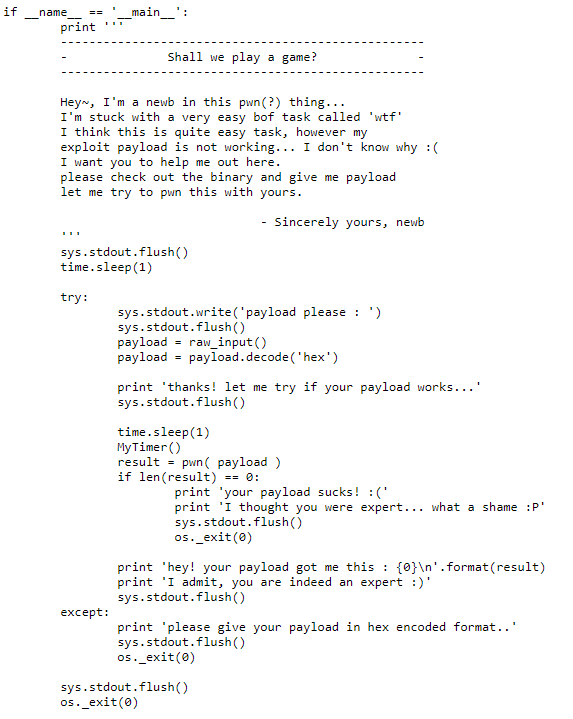 if __name__ == '__main__':
        print '''
        ---------------------------------------------------
        -              Shall we play a game?              -
        ---------------------------------------------------

        Hey~, I'm a newb in this pwn(?) thing...
        I'm stuck with a very easy bof task called 'wtf'
        I think this is quite easy task, however my
        exploit payload is not working... I don't know why :(
        I want you to help me out here.
        please check out the binary and give me payload
        let me try to pwn this with yours.

                                    - Sincerely yours, newb
        '''
        sys.stdout.flush()
        time.sleep(1)

        try:
                sys.stdout.write('payload please : ')
                sys.stdout.flush()
                payload = raw_input()
                payload = payload.decode('hex')

                print 'thanks! let me try if your payload works...'
                sys.stdout.flush()

                time.sleep(1)
                MyTimer()
                result = pwn( payload )
                if len(result) == 0:
                        print 'your payload sucks! :('
                        print 'I thought you were expert... what a shame :P'
                        sys.stdout.flush()
                        os._exit(0)

                print 'hey! your payload got me this : {0}\n'.format(result)
                print 'I admit, you are indeed an expert :)'
                sys.stdout.flush()
        except:
                print 'please give your payload in hex encoded format..'
                sys.stdout.flush()
                os._exit(0)

        sys.stdout.flush()
        os._exit(0)